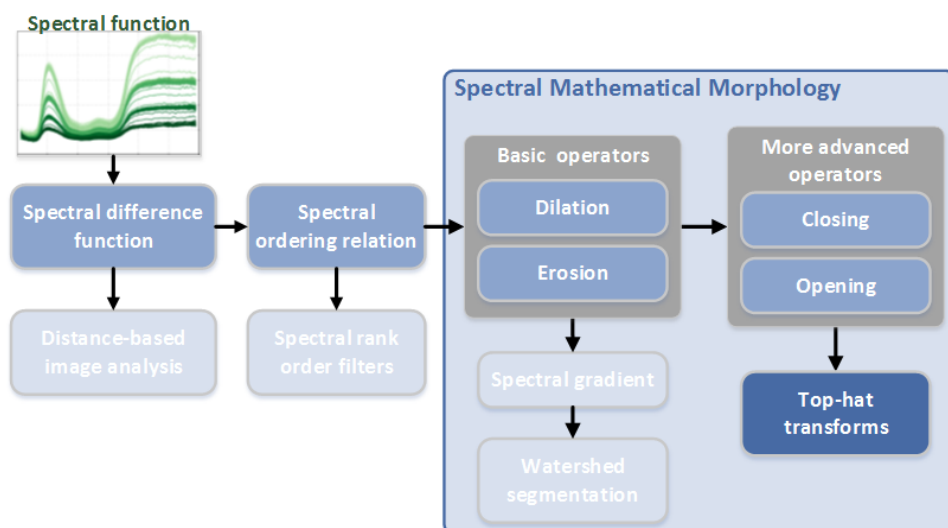 Spectral function
Spectral Mathematical Morphology
Basic operators
More advanced
operators
Spectral difference
function
Spectral
ordering relation
Dilation
Closing
Erosion
Opening
Distance-based
image analysis
Spectral rank
order filters
Spectral gradient
Top-hat
transforms
Watershed
segmentation